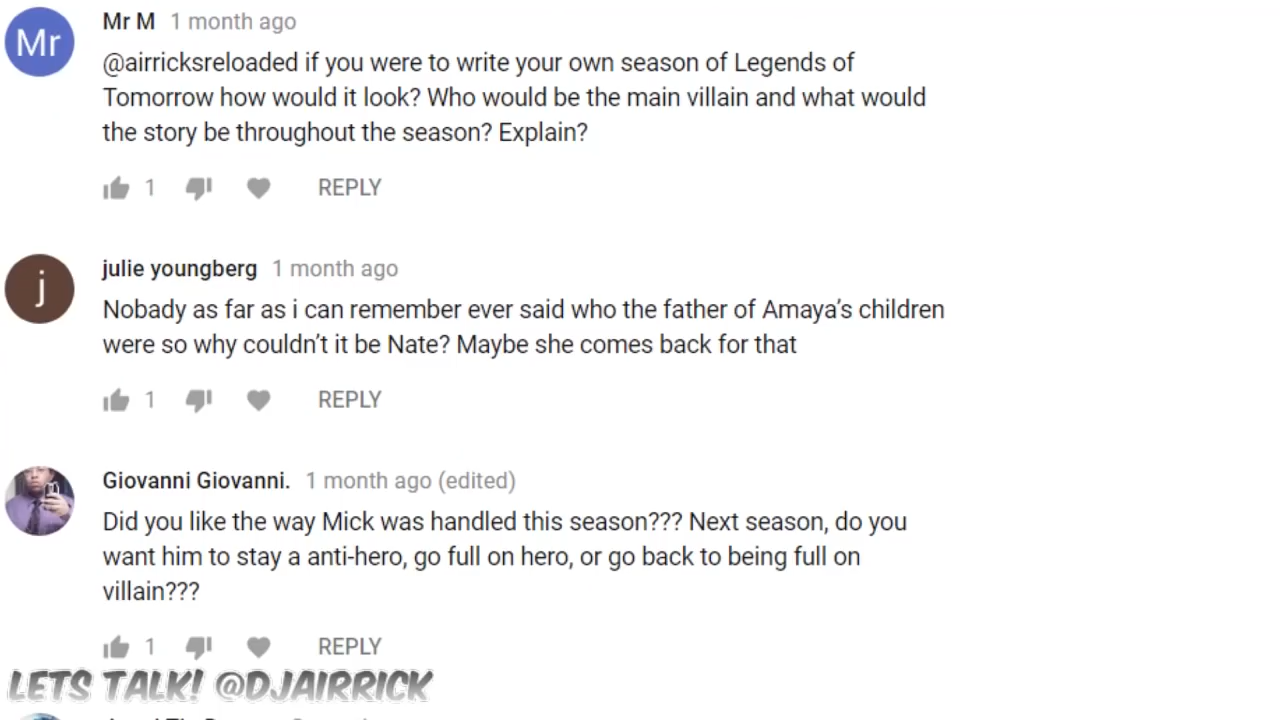 Mr
Mr M 1 month ago
@airricksreloaded if you were to write your own season of Legends of
Tomorrow how would it look? Who would be the main villain and what would
the story be throughout the season? Explain?
1 REPLY
j
julie youngberg 1 month ago
Nobady as far as i can remember ever said who the father of Amaya's children
were so why couldn't it be Nate? Maybe she comes back for that
1 REPLY
Giovanni Giovanni. 1 month ago (edited)
Did you like the way Mick was handled this season??? Next season, do you
want him to stay a anti-hero, go full on hero, or go back to being full on
villain???
1 REPLY
LETS TALK! @DJAIRRICK